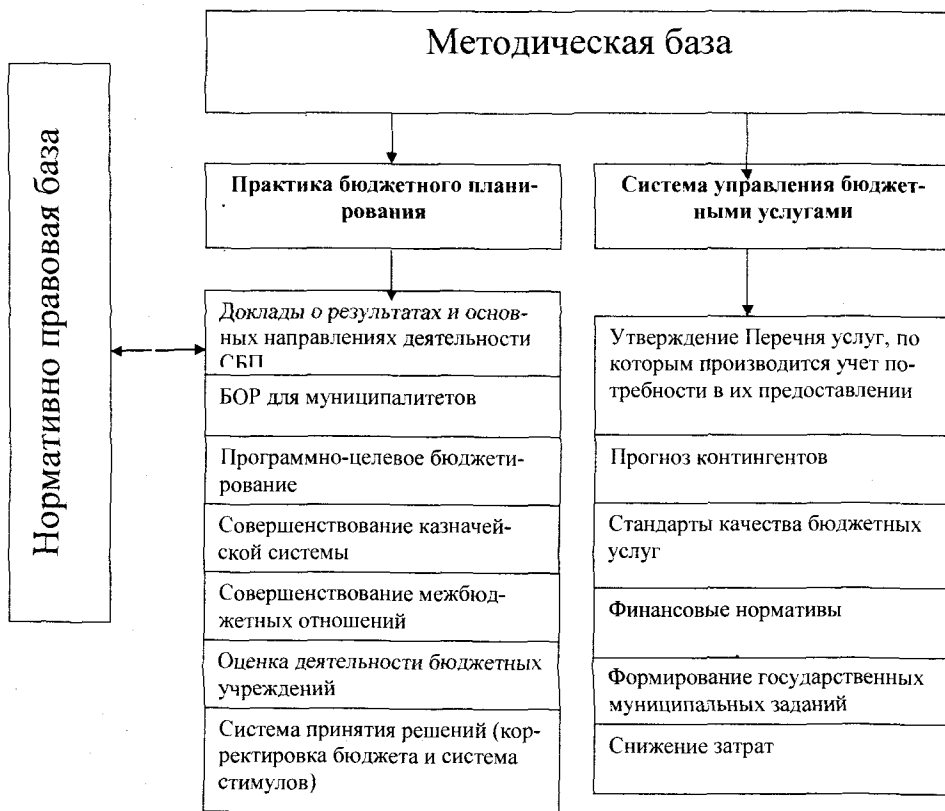 Методическая база
Нормативно правовая база
Практика бюджетного плани-
рования
Система управления бюджет-
ными услугами
Доклады о результатах и основ-
ных направлениях деятельности
СБП
БОР для муниципалитетов
Программно-целевое бюджети-
рование
Совершенствование казначей-
ской системы
Совершенствование межбюд-
жетных отношений
Оценка деятельности бюджетных
учреждений
Система принятия решений (кор-
ректировка бюджета и система
стимулов)
Утверждение Перечня услуг, по
которым производится учет по-
требности в их предоставлении
Прогноз контингентов
Стандарты качества бюджетных
услуг
Финансовые нормативы
Формирование государственных
муниципальных заданий
Снижение затрат